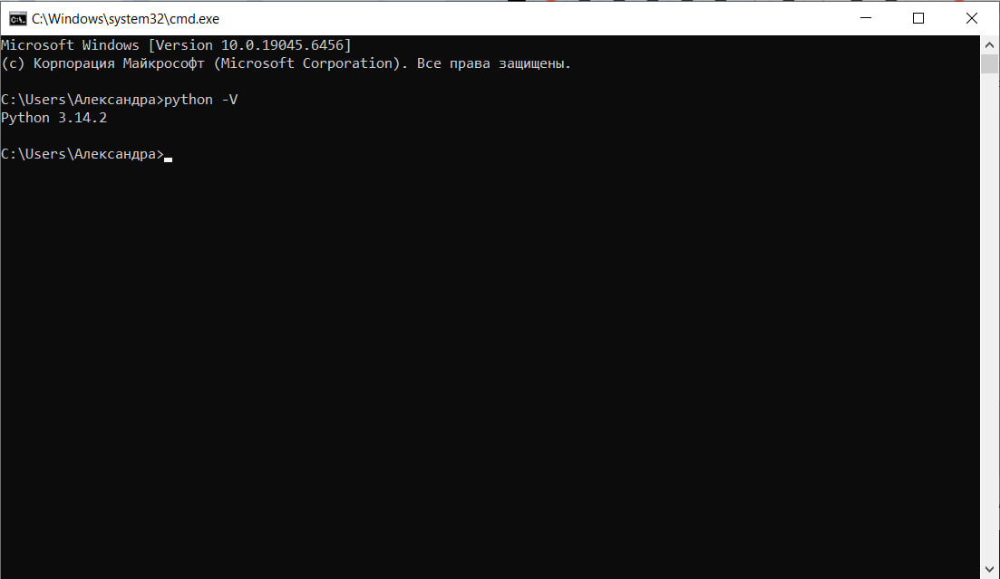 C:\Windows\system32\cmd.exe
Microsoft Windows [Version 10.0.19045.6456]
(c) Корпорация Майкрософт (Microsoft Corporation). Все права защищены.
C:\Users\Александра>python -V
Python 3.14.2
C:\Users\Александра>